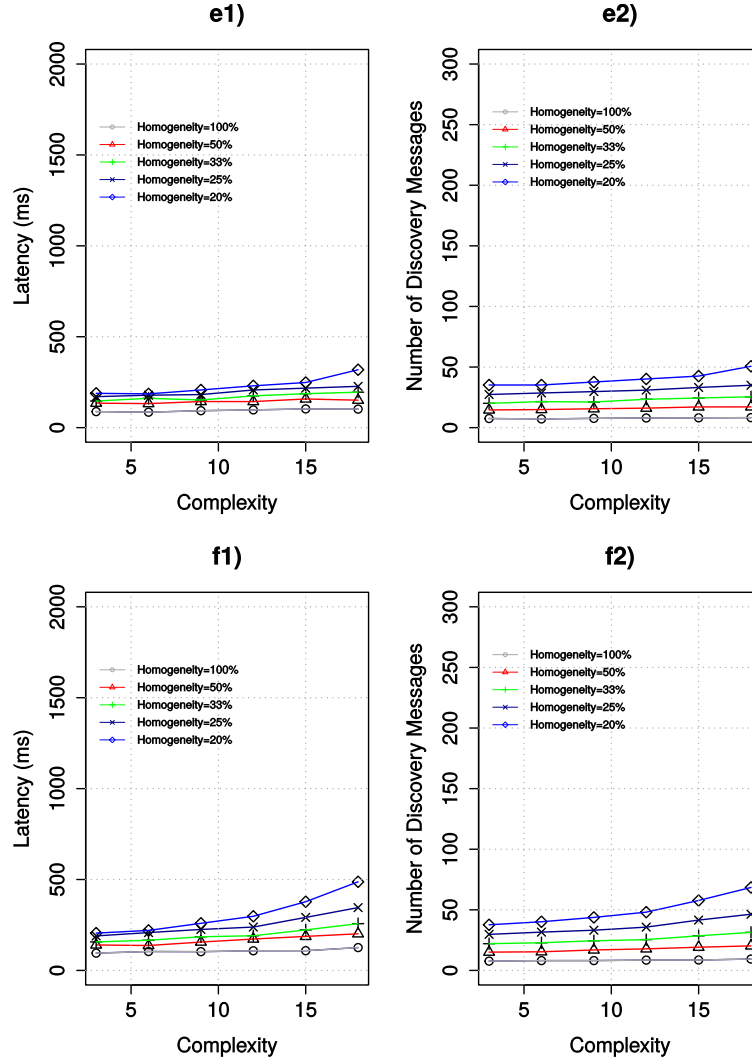 e1)
Latency (ms)
2000
1500
1000
500
0
Homogeneity=100%
Homogeneity=50%
Homogeneity=33%
Homogeneity=25%
Homogeneity=20%
5
10
15
Complexity
e2)
Number of Discovery Messages
300
250
200
150
100
50
0
Homogeneity=100%
Homogeneity=50%
Homogeneity=33%
Homogeneity=25%
Homogeneity=20%
5
10
15
Complexity
f1)
Latency (ms)
2000
1500
1000
500
0
Homogeneity=100%
Homogeneity=50%
Homogeneity=33%
Homogeneity=25%
Homogeneity=20%
5
10
15
Complexity
f2)
Number of Discovery Messages
300
250
200
150
100
50
0
Homogeneity=100%
Homogeneity=50%
Homogeneity=33%
Homogeneity=25%
Homogeneity=20%
5
10
15
Complexity